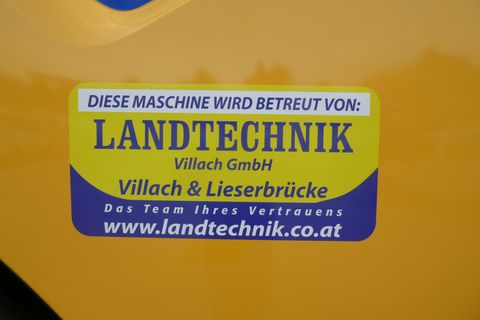 DIESE MASCHINE WIRD BETREUT VON:
LANDTECHNIK
Villach GmbH
Villach & Lieserbrücke
Das Team Ihres Vertrauens
www.landtechnik.co.at